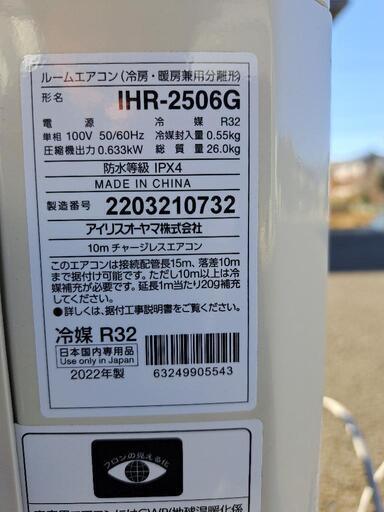 ルームエアコン(冷房・暖房兼用分離形)
形名 IHR-2506G
電源 冷媒 R32
単相 100V 50/60Hz 冷媒封入量 0.55kg
圧縮機出力 0.633kW 総質量 26.0kg
防水等級 IPX4
MADE IN CHINA
製造番号 2203210732
アイリスオーヤマ株式会社
10m チャージレスエアコン
このエアコンは接続配管長15m、落差10m
まで据付け可能です。ただし10m以上は冷
媒補充が必要です。延長1m当たり20g補充
してください。
●詳しくは、据付工事説明書をご覧ください。
冷媒 R32
日本国内専用品
Use only in Japan
2022年製
63249905543
フロンの見える化